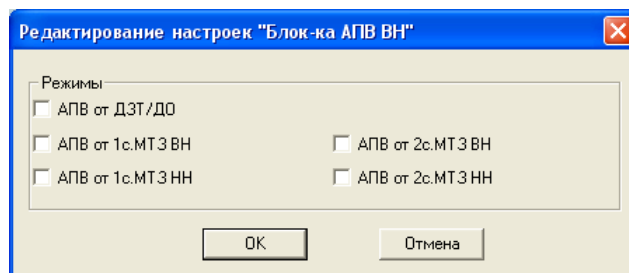 Редактирование настроек "Блок-ка АПВ ВН"
Режимы
АПВ от ДЗТ/ДО
АПВ от 1с.МТЗ ВН АПВ от 2с.МТЗ ВН
АПВ от 1с.МТЗ НН АПВ от 2с.МТЗ НН
OK Отмена